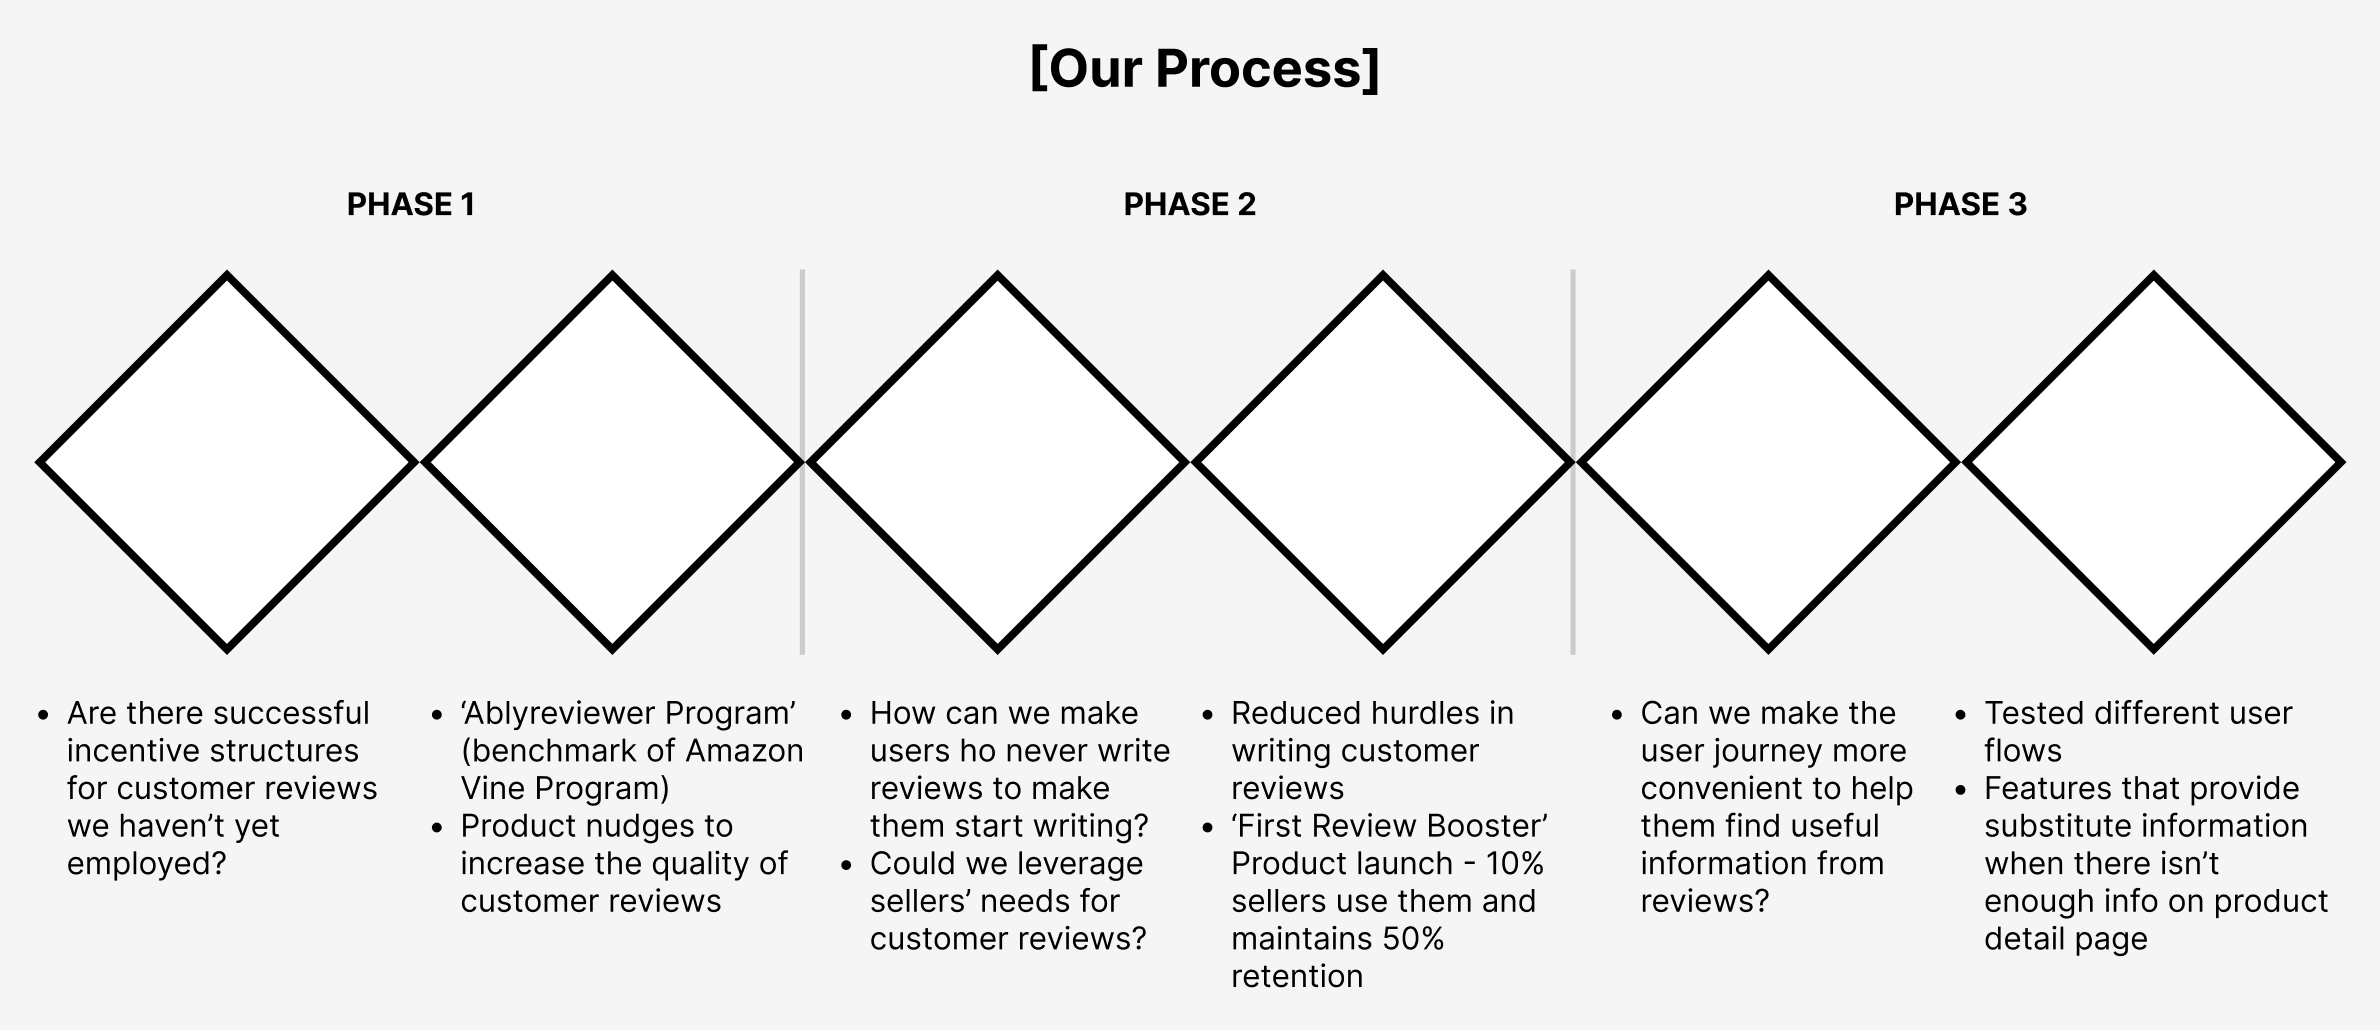 [Our Process]
PHASE 1
PHASE 2
PHASE 3
• Are there successful
incentive structures
for customer reviews
we haven’t yet
employed?
• ‘Ablyreviewer Program’
(benchmark of Amazon
Vine Program)
• Product nudges to
increase the quality of
customer reviews
• How can we make
users ho never write
reviews to make
them start writing?
• Could we leverage
sellers’ needs for
customer reviews?
• Reduced hurdles in
writing customer
reviews
• ‘First Review Booster’
Product launch - 10%
sellers use them and
maintains 50%
retention
• Can we make the
user journey more
convenient to help
them find useful
information from
reviews?
• Tested different user
flows
• Features that provide
substitute information
when there isn’t
enough info on product
detail page